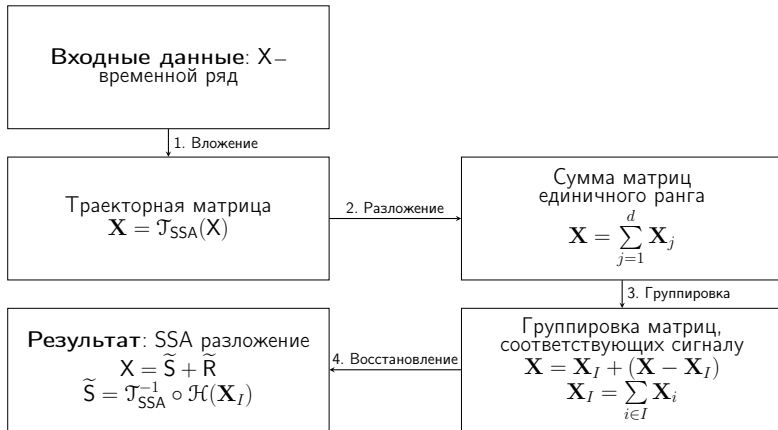 Входные данные: X –
временной ряд
1. Вложение
Траекторная матрица
X = 𝒯_SSA(X)
2. Разложение
Сумма матриц
единичного ранга
X = ∑_{j=1}^{d} X_j
3. Группировка
Группировка матриц,
соответствующих сигналу
X = X_I + (X − X_I)
X_I = ∑_{i∈I} X_i
4. Восстановление
Результат: SSA разложение
X = S̃ + R̃
S̃ = 𝒯_SSA^{-1} ∘ ℋ(X_I)